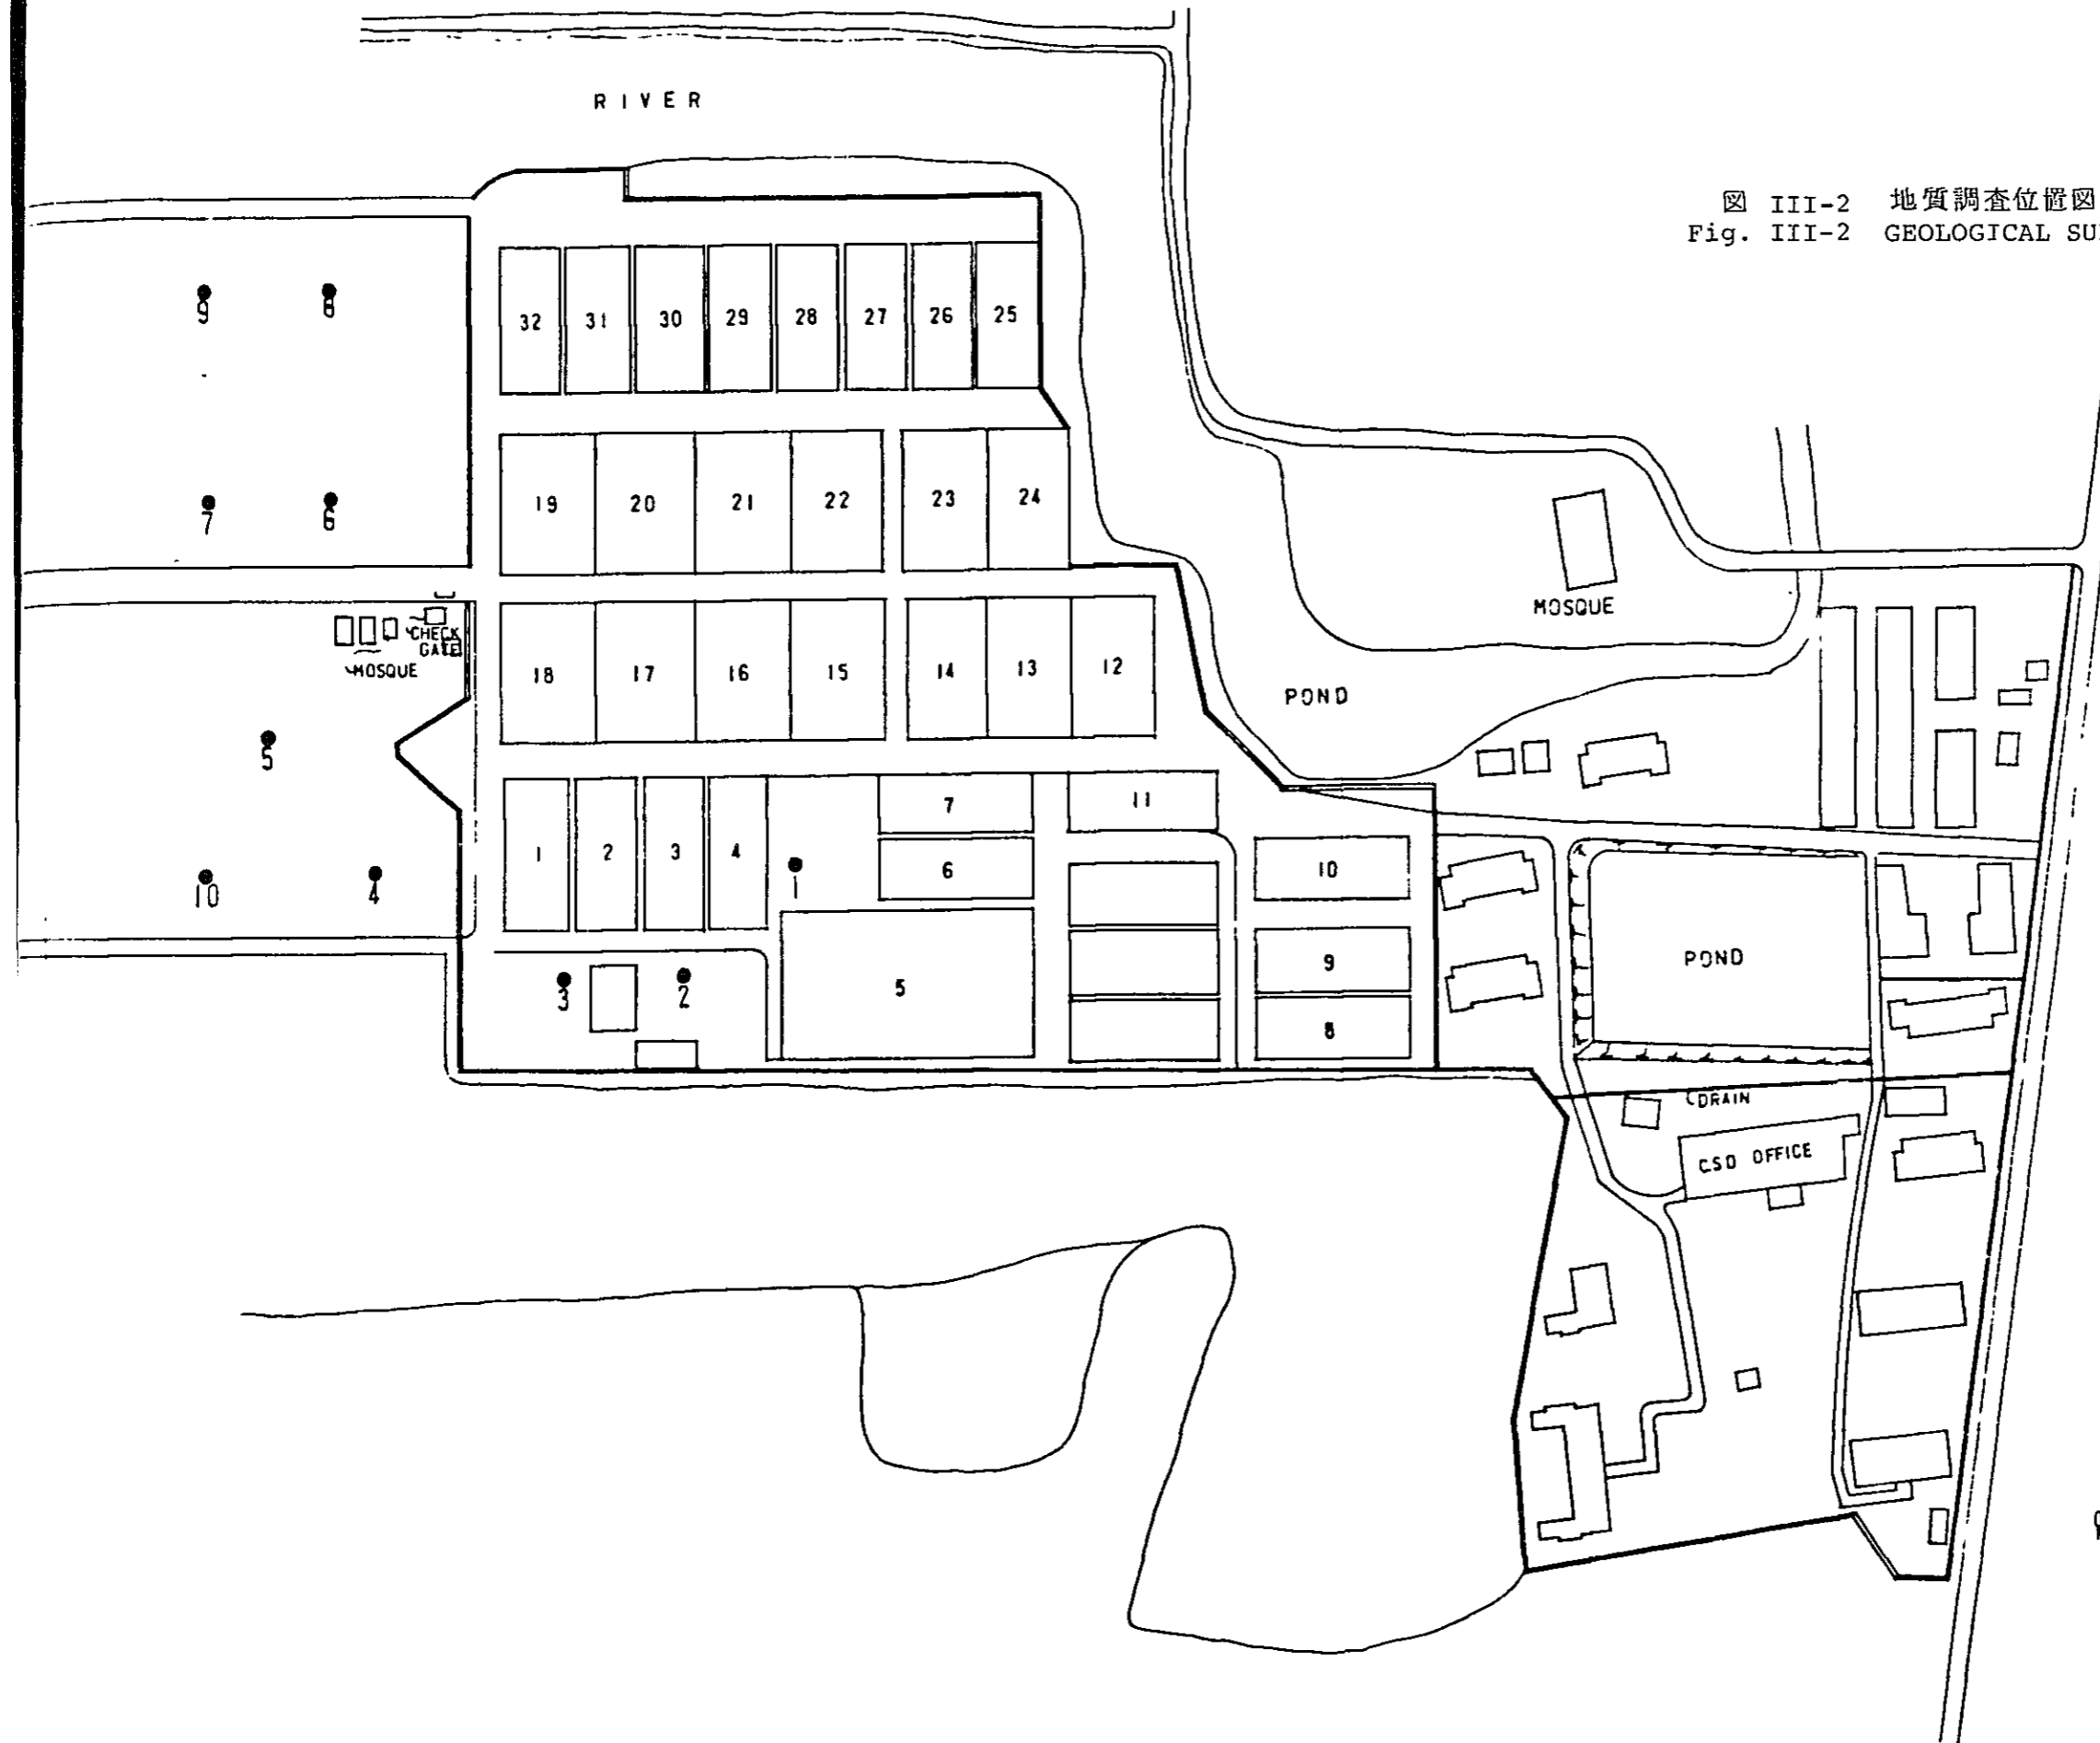 RIVER
図 III-2 地質調査位置図
Fig. III-2 GEOLOGICAL
9
8
32 31 30 29 28 27 26 25
7
6
19 20 21 22 23 24
MOSQUE
CHECK
GATE
MOSQUE
18 17 16 15 14 13 12
POND
5
1 2 3 4
7
11
6
10
1
10
4
3
2
5
9
8
POND
DRAIN
CSD OFFICE